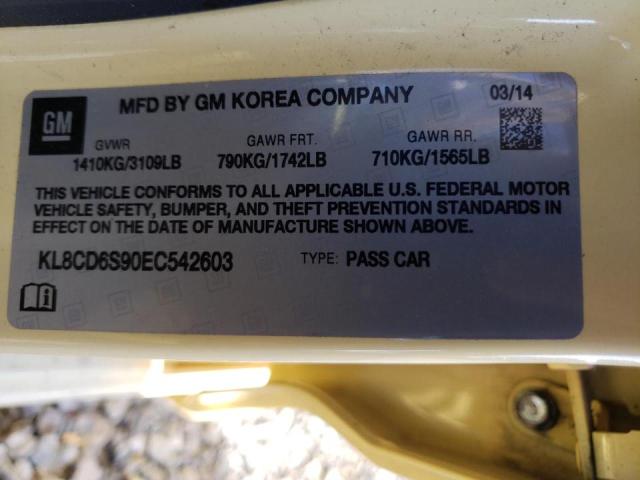 GM
MFD BY GM KOREA COMPANY
03/14
GVWR GAWR FRT. GAWR RR.
1410KG/3109LB 790KG/1742LB 710KG/1565LB
THIS VEHICLE CONFORMS TO ALL APPLICABLE U.S. FEDERAL MOTOR
VEHICLE SAFETY, BUMPER, AND THEFT PREVENTION STANDARDS IN
EFFECT ON THE DATE OF MANUFACTURE SHOWN ABOVE.
KL8CD6S90EC542603 TYPE: PASS CAR